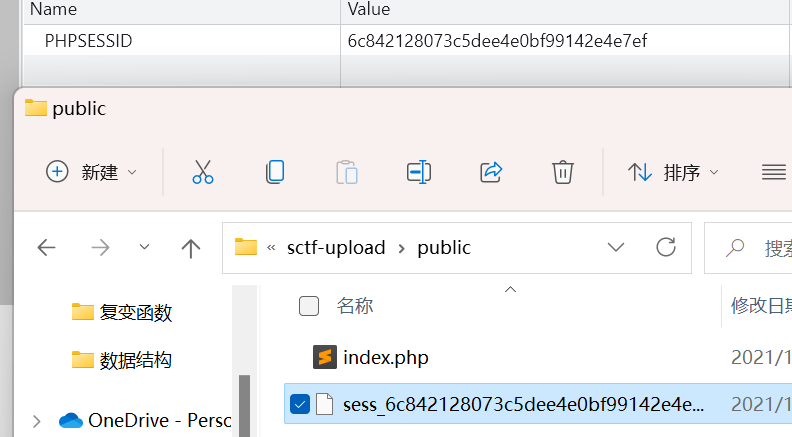 Name Value
PHPSESSID 6c842128073c5dee4e0bf99142e4e7ef
public
新建 排序
« sctf-upload > public 搜索
名称 修改日期
复变函数
index.php 2021/1
数据结构
sess_6c842128073c5dee4e0bf99142e4e... 2021/1
OneDrive - Perso